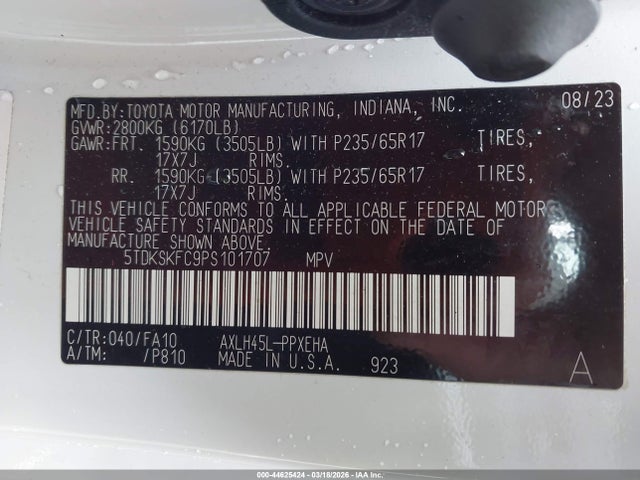 MFD.BY:TOYOTA MOTOR MANUFACTURING, INDIANA, INC. 08/23
GVWR:2800KG (6170LB)
GAWR:FRT. 1590KG (3505LB) WITH P235/65R17 TIRES,
17X7J RIMS.
RR. 1590KG (3505LB) WITH P235/65R17 TIRES,
17X7J RIMS.
THIS VEHICLE CONFORMS TO ALL APPLICABLE FEDERAL MOTOR
VEHICLE SAFETY STANDARDS IN EFFECT ON THE DATE OF
MANUFACTURE SHOWN ABOVE.
5TDKSKFC9PS101707 MPV
C/TR:040/FA10 AXLH45L-PPXEHA
A/TM: /P810 MADE IN U.S.A. 923 A
000-44625424 | 03/18/2026 | IAA Inc.